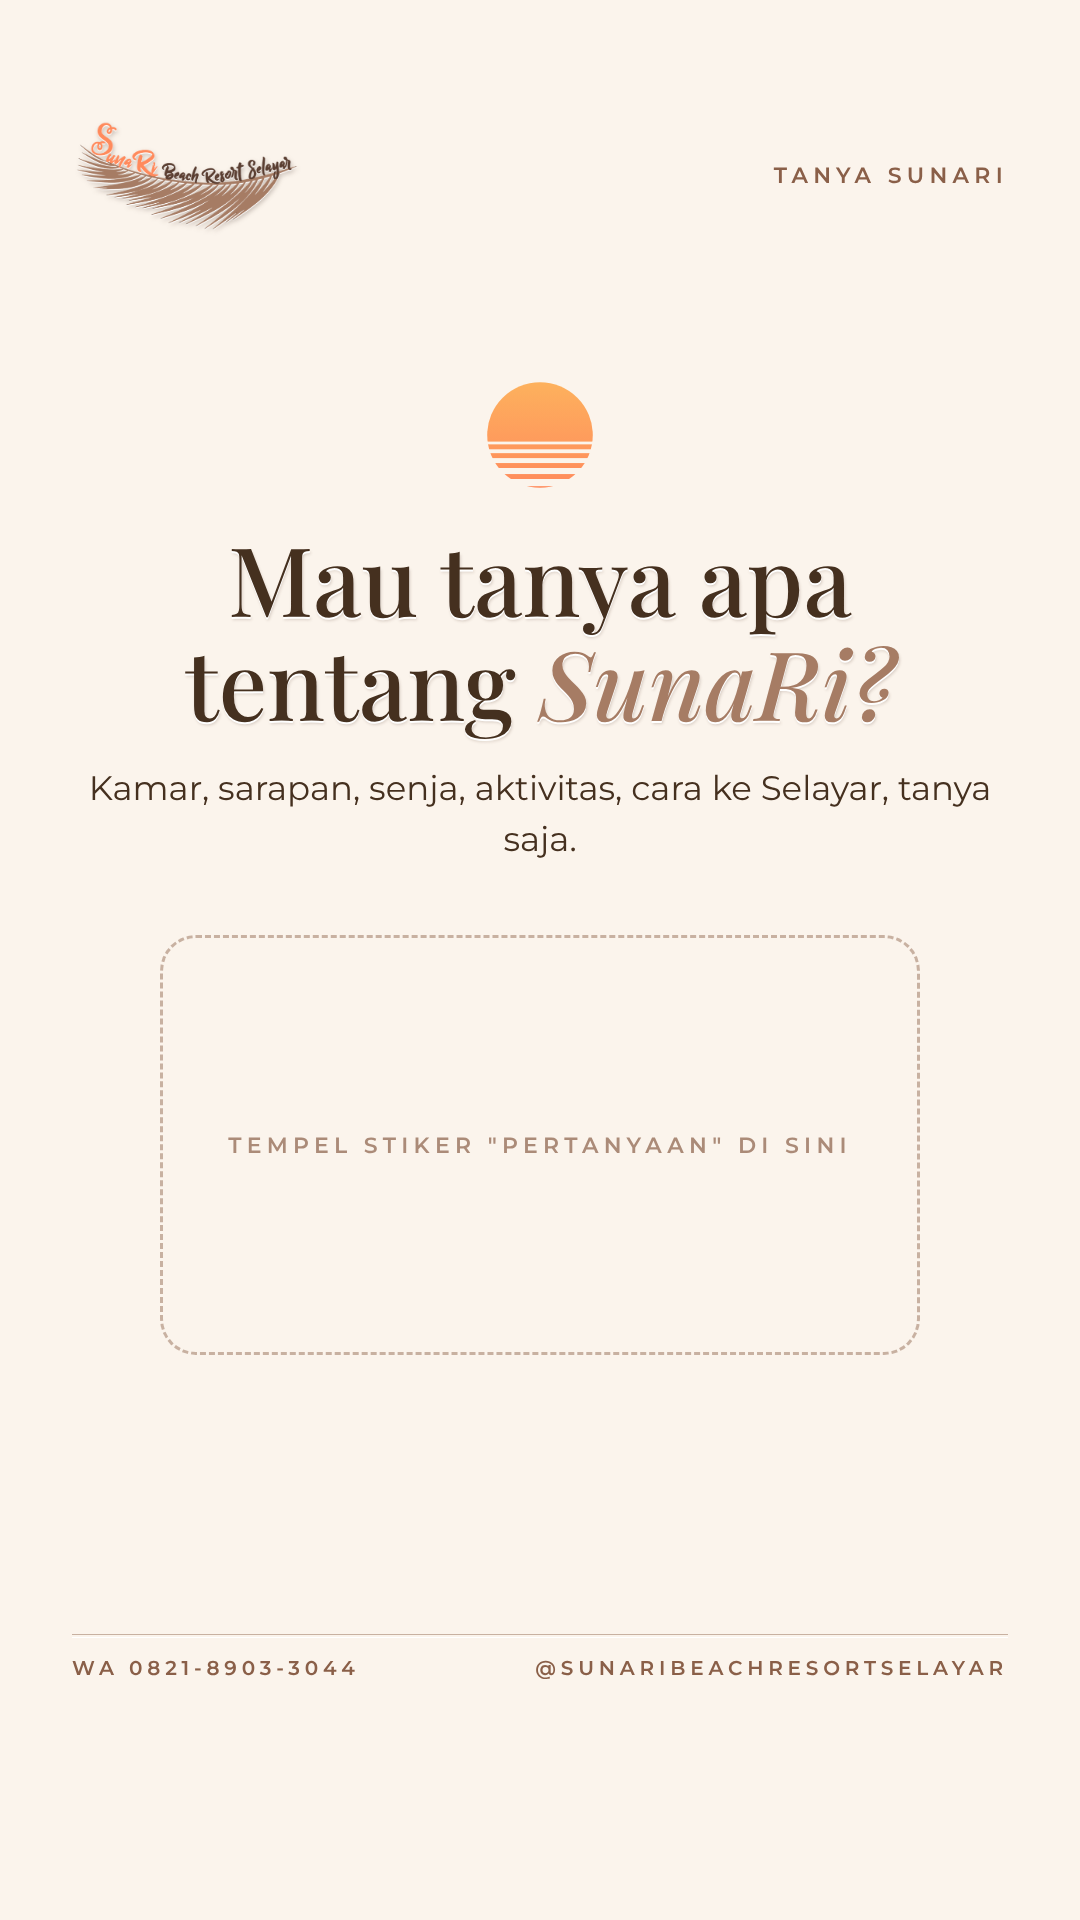 SunaRi Beach Resort Selayar
TANYA SUNARI
Mau tanya apa
tentang SunaRi?
Kamar, sarapan, senja, aktivitas, cara ke Selayar, tanya
saja.
TEMPEL STIKER "PERTANYAAN" DI SINI
WA 0821-8903-3044
@SUNARIBEACHRESORTSELAYAR